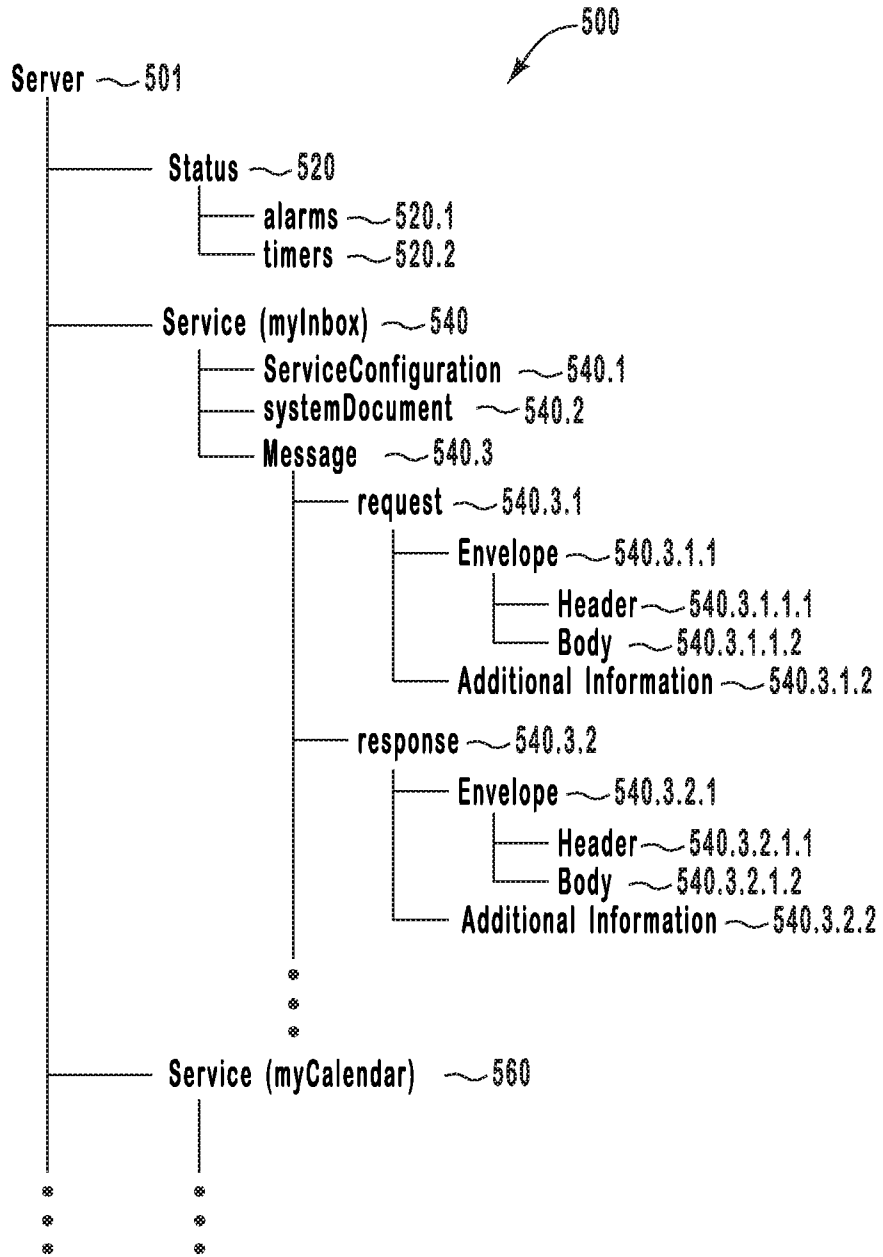 500
Server 501
Status 520
alarms 520.1
timers 520.2
Service (myInbox) 540
ServiceConfiguration 540.1
systemDocument 540.2
Message 540.3
request 540.3.1
Envelope 540.3.1.1
Header 540.3.1.1.1
Body 540.3.1.1.2
Additional Information 540.3.1.2
response 540.3.2
Envelope 540.3.2.1
Header 540.3.2.1.1
Body 540.3.2.1.2
Additional Information 540.3.2.2
Service (myCalendar) 560